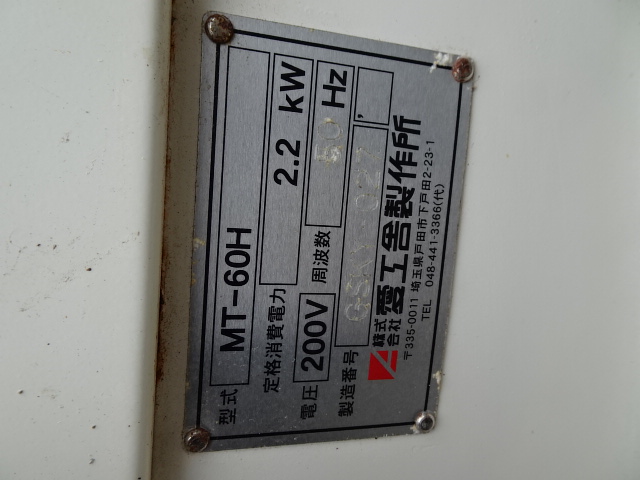 型式 MT-60H
定格消費電力 2.2 kW
電圧 200V 周波数 60 Hz
製造番号
株式会社 愛工舎製作所
〒335-0011 埼玉県戸田市下戸田2-23-1
TEL 048-441-3366(代)